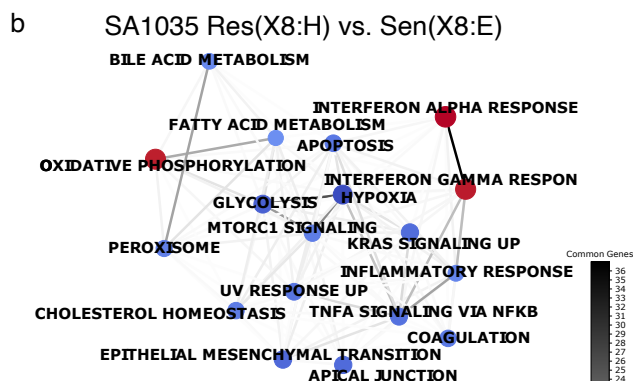 b
SA1035 Res(X8:H) vs. Sen(X8:E)
BILE ACID METABOLISM
INTERFERON ALPHA RESPONSE
FATTY ACID METABOLISM
APOPTOSIS
OXIDATIVE PHOSPHORYLATION
INTERFERON GAMMA RESPON
GLYCOLYSIS
HYPOXIA
MTORC1 SIGNALING
PEROXISOME
KRAS SIGNALING UP
Common Genes
INFLAMMATORY RESPONSE
UV RESPONSE UP
CHOLESTEROL HOMEOSTASIS
TNFA SIGNALING VIA NFKB
COAGULATION
EPITHELIAL MESENCHYMAL TRANSITION
APICAL JUNCTION
36
35
34
33
32
31
30
29
28
27
26
25
24